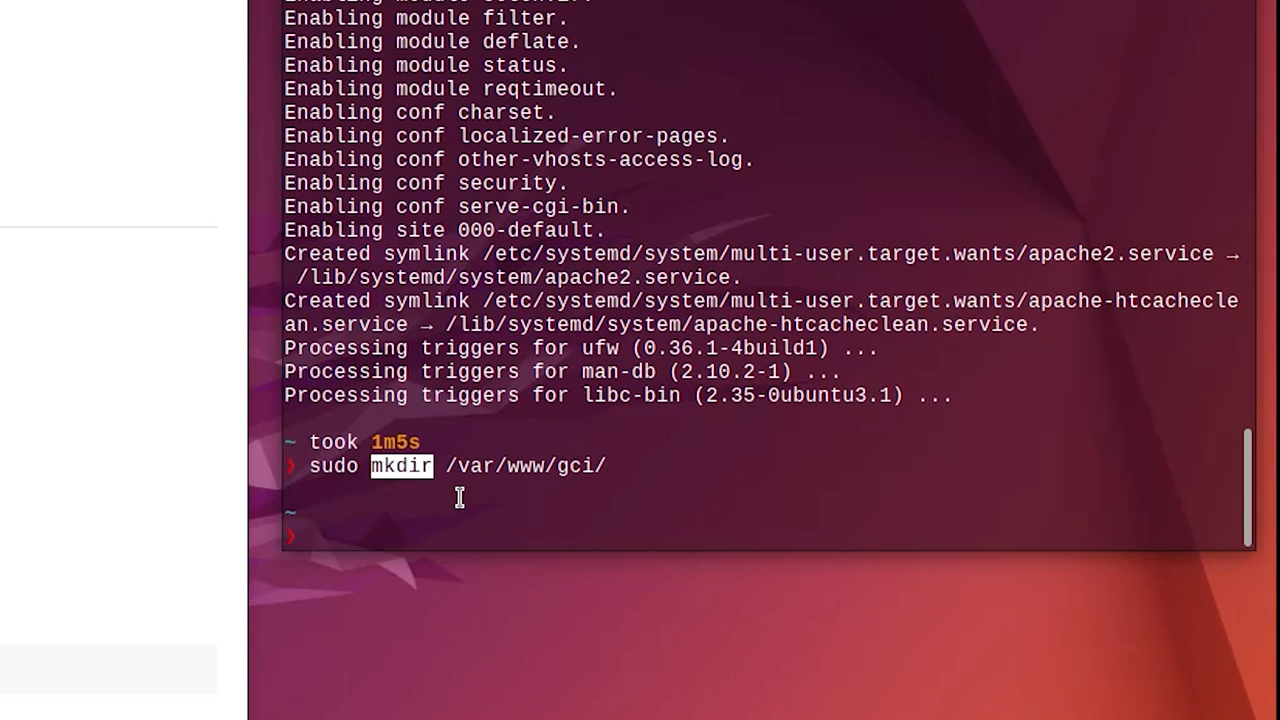 Enabling module filter.
Enabling module deflate.
Enabling module status.
Enabling module reqtimeout.
Enabling conf charset.
Enabling conf localized-error-pages.
Enabling conf other-vhosts-access-log.
Enabling conf security.
Enabling conf serve-cgi-bin.
Enabling site 000-default.
Created symlink /etc/systemd/system/multi-user.target.wants/apache2.service →
/lib/systemd/system/apache2.service.
Created symlink /etc/systemd/system/multi-user.target.wants/apache-htcachecle
an.service → /lib/systemd/system/apache-htcacheclean.service.
Processing triggers for ufw (0.36.1-4build1) ...
Processing triggers for man-db (2.10.2-1) ...
Processing triggers for libc-bin (2.35-0ubuntu3.1) ...
~ took 1m5s
❯ sudo mkdir /var/www/gci/
~
❯